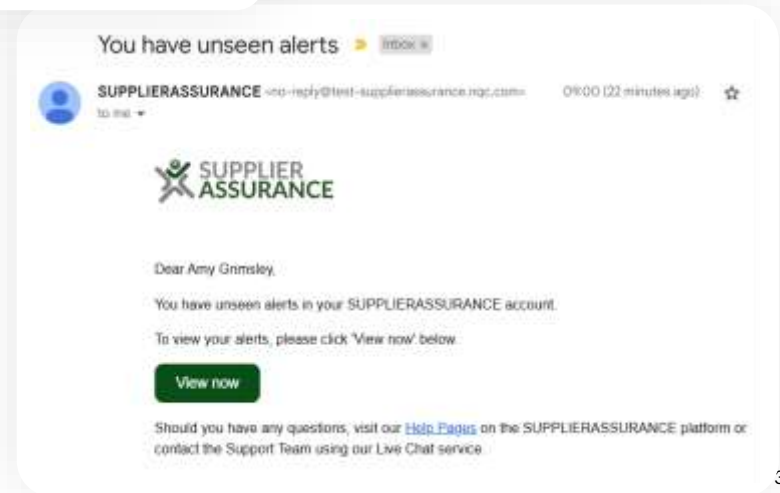 You have unseen alerts
Inbox x
SUPPLIERASSURANCE <no-reply@test-supplierassurance.nqc.com> 09:00 (22 minutes ago)
to me
SUPPLIER
ASSURANCE
Dear Amy Grimsley,
You have unseen alerts in your SUPPLIERASSURANCE account.
To view your alerts, please click 'View now' below.
View now
Should you have any questions, visit our Help Pages on the SUPPLIERASSURANCE platform or
contact the Support Team using our Live Chat service